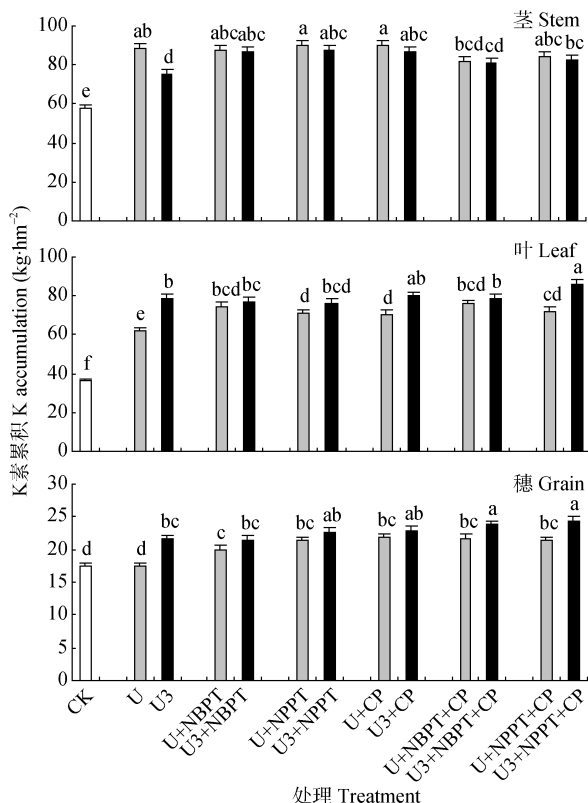 茎 Stem
100
80
60
40
20
0
e
ab
d
abc
abc
a
abc
a
abc
bcd
cd
abc
bc
叶 Leaf
100
80
60
40
20
0
f
e
b
bcd
bc
d
bcd
d
ab
bcd
b
cd
a
穗 Grain
30
25
20
15
10
5
0
d
d
bc
c
bc
bc
ab
bc
ab
bc
a
bc
a
K素累积 K accumulation (kg·hm⁻²)
CK
U
U3
U+NBPT
U3+NBPT
U+NPPT
U3+NPPT
U+CP
U3+CP
U+NBPT+CP
U3+NBPT+CP
U+NPPT+CP
U3+NPPT+CP
处理 Treatment